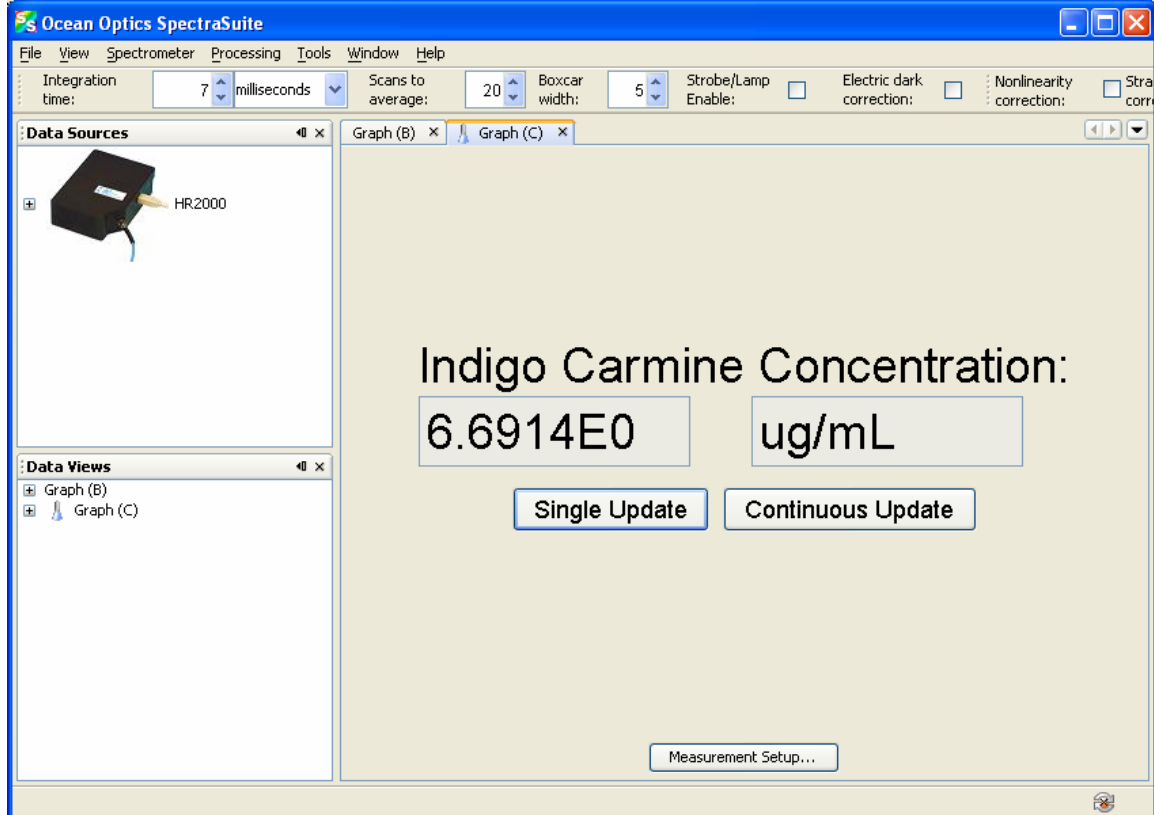 Ocean Optics SpectraSuite
File View Spectrometer Processing Tools Window Help
Integration time: 7 milliseconds Scans to average: 20 Boxcar width: 5 Strobe/Lamp Enable: Electric dark correction: Nonlinearity correction: Stra corre
Data Sources
Graph (B) Graph (C)
HR2000
Indigo Carmine Concentration:
6.6914E0 ug/mL
Single Update Continuous Update
Data Views
Graph (B)
Graph (C)
Measurement Setup...